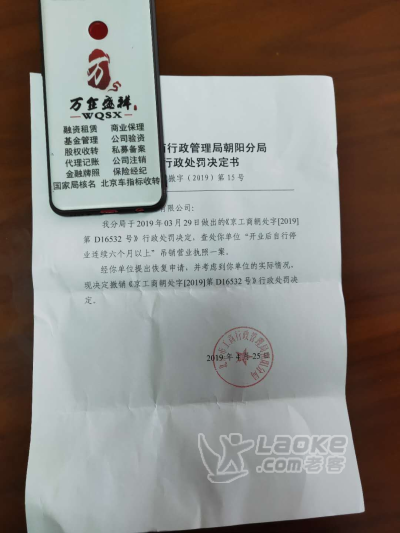 万企盛祥
WQSX
融资租赁 商业保理
基金管理 公司验资
股权收转 私募备案
代理记账 公司注销
金融牌照 保险经纪
国家局核名 北京车指标收转
商行政管理局朝阳分局
行政处罚决定书
撤字（2019）第15号
有限公司：
我分局于2019年03月29日做出的《京工商朝处字[2019]
第D16532号》行政处罚决定，查处你单位“开业后自行停
业连续六个月以上”吊销营业执照一案。
经你单位提出恢复申请，并考虑到你单位的实际情况，
现决定撤销《京工商朝处字[2019]第D16532号》行政处罚决
定。
2019年4月25日
LAOKE
.com老客